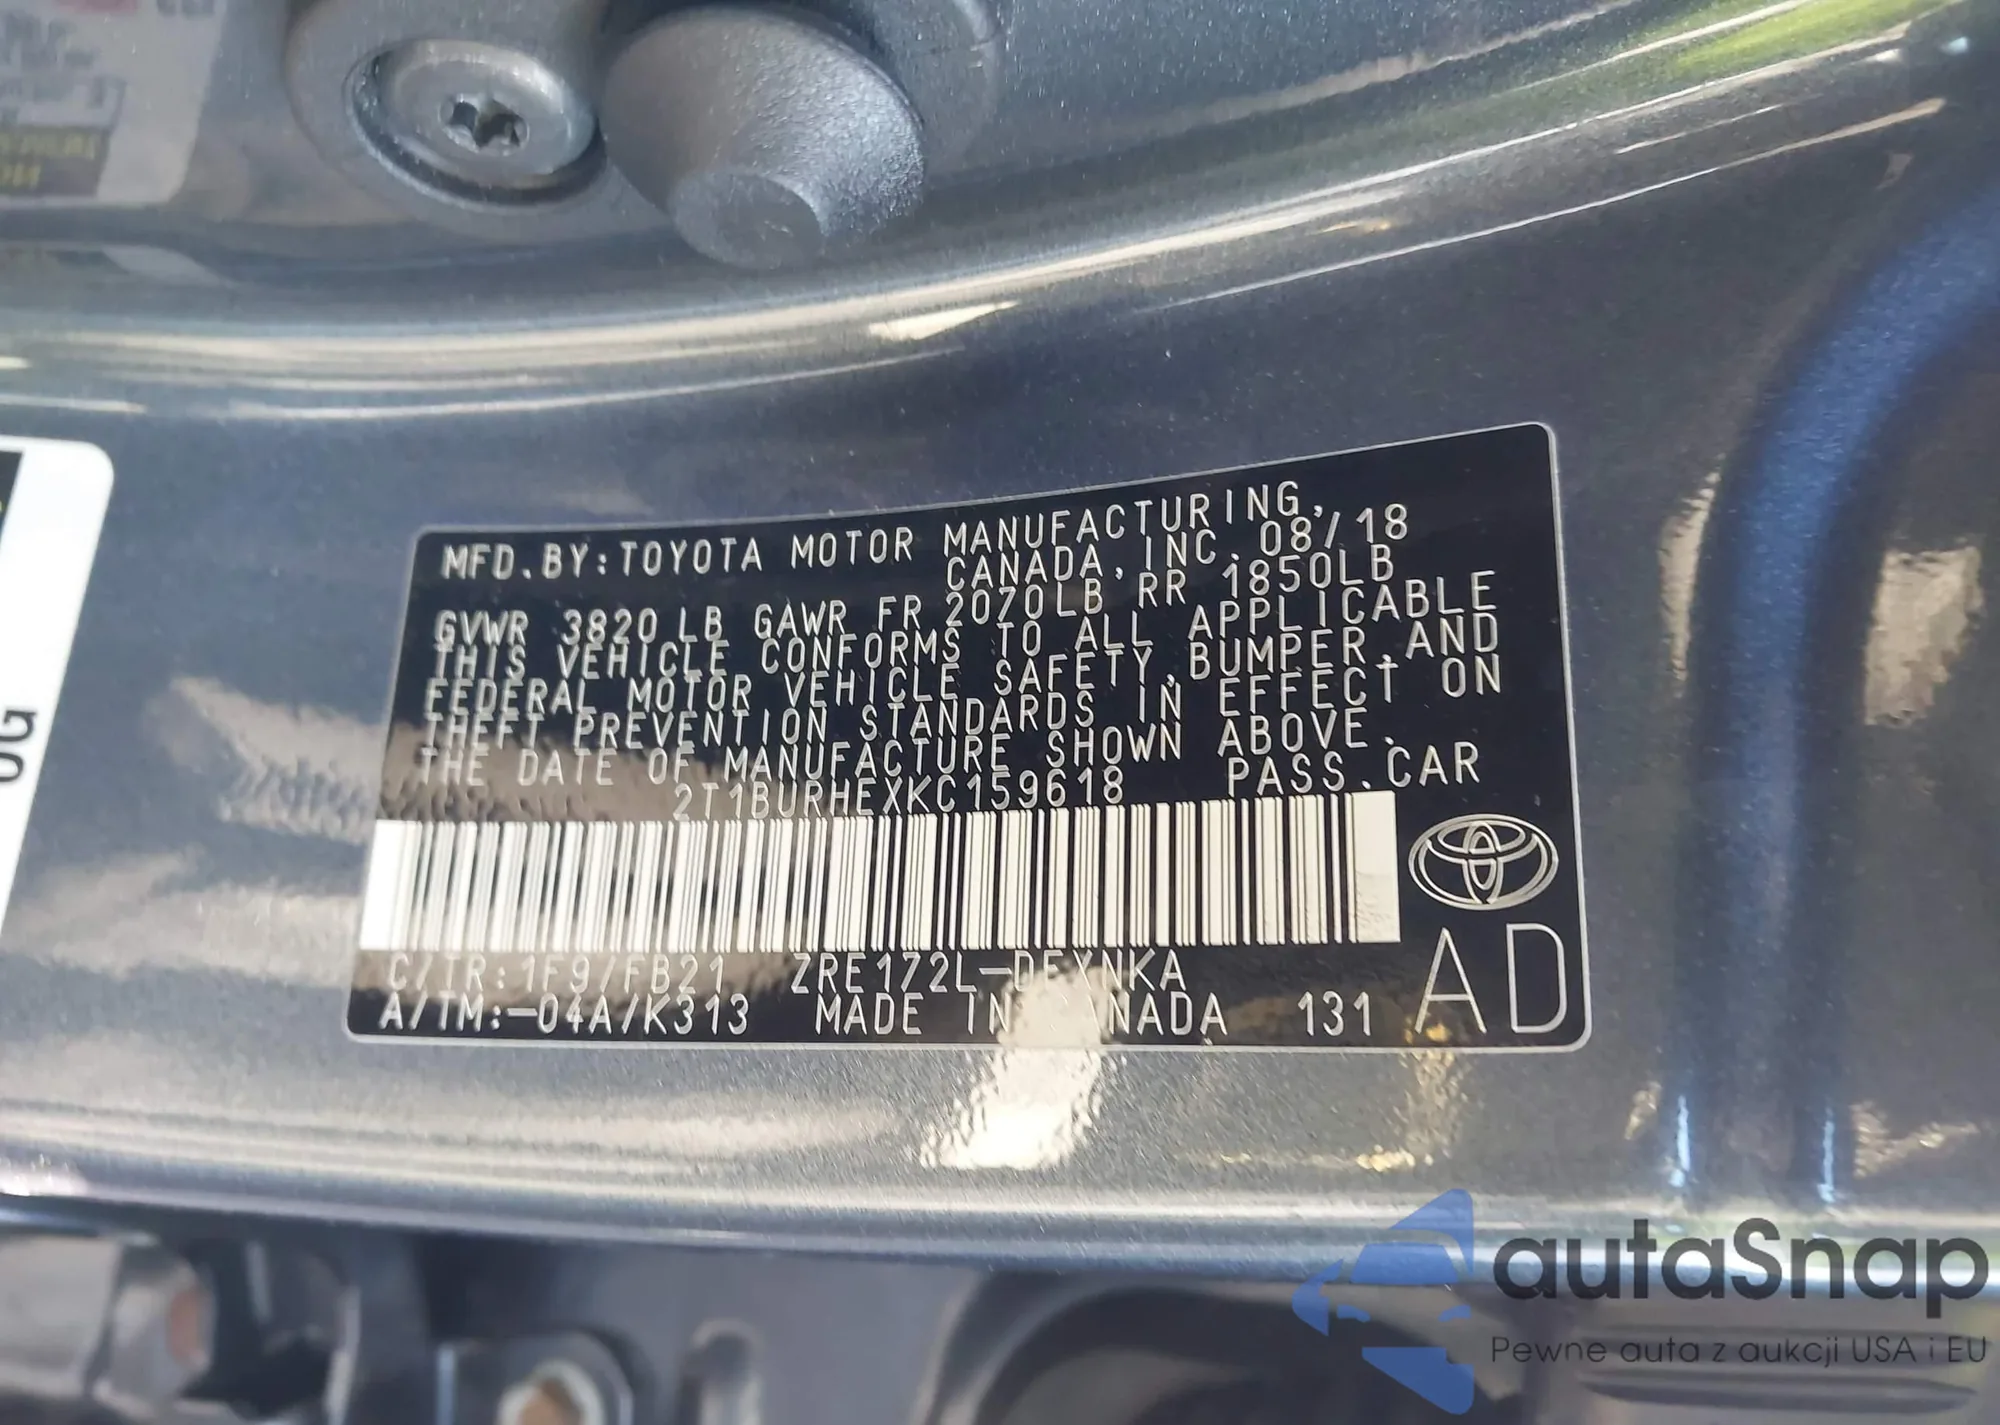 MFD.BY:TOYOTA MOTOR MANUFACTURING,
CANADA,INC. 08/18
GVWR 3820 LB GAWR FR 2070LB RR 1850LB
THIS VEHICLE CONFORMS TO ALL APPLICABLE
FEDERAL MOTOR VEHICLE SAFETY,BUMPER,AND
THEFT PREVENTION STANDARDS IN EFFECT ON
THE DATE OF MANUFACTURE SHOWN ABOVE.
2T1BURHEXKC159618 PASS.CAR
C/TR:1F9/FB21 ZRE172L-DEXNKA
A/TM:-04A/K313 MADE IN CANADA 131
AD
0G
autaSnap
Pewne auta z aukcji USA i EU